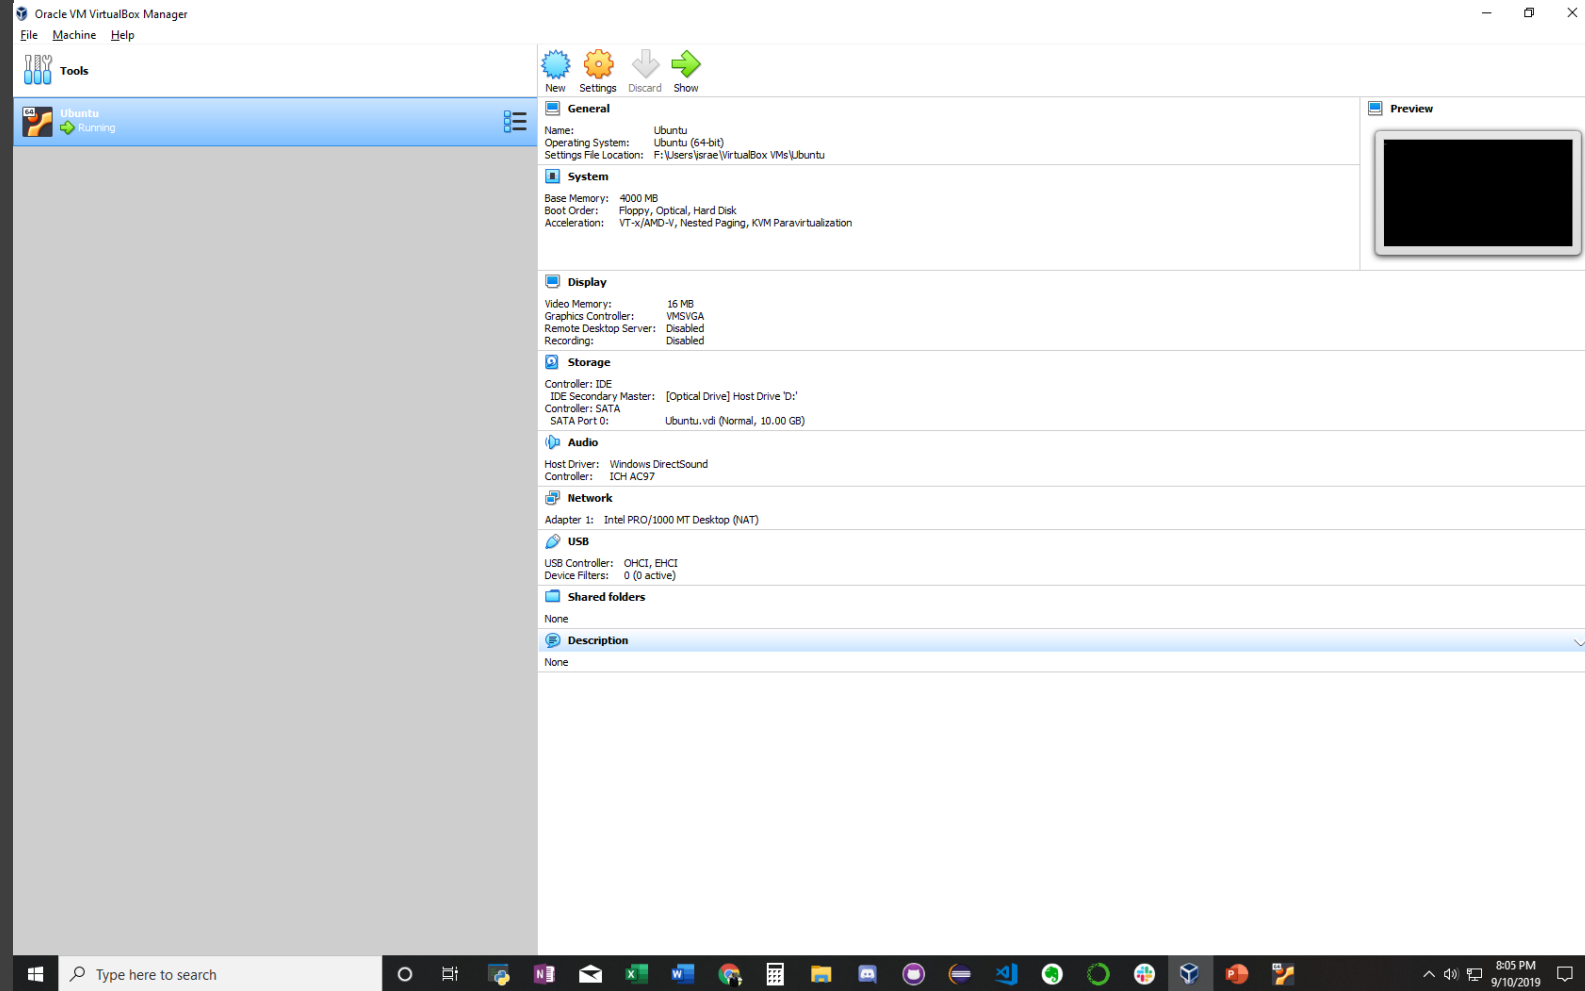 Oracle VM VirtualBox Manager
File Machine Help
Tools
New Settings Discard Show
64
Ubuntu
Running
General
Name: Ubuntu
Operating System: Ubuntu (64-bit)
Settings File Location: F:\Users\israe\VirtualBox VMs\Ubuntu
Preview
System
Base Memory: 4000 MB
Boot Order: Floppy, Optical, Hard Disk
Acceleration: VT-x/AMD-V, Nested Paging, KVM Paravirtualization
Display
Video Memory: 16 MB
Graphics Controller: VMSVGA
Remote Desktop Server: Disabled
Recording: Disabled
Storage
Controller: IDE
IDE Secondary Master: [Optical Drive] Host Drive 'D:'
Controller: SATA
SATA Port 0: Ubuntu.vdi (Normal, 10.00 GB)
Audio
Host Driver: Windows DirectSound
Controller: ICH AC97
Network
Adapter 1: Intel PRO/1000 MT Desktop (NAT)
USB
USB Controller: OHCI, EHCI
Device Filters: 0 (0 active)
Shared folders
None
Description
None
Type here to search
8:05 PM
9/10/2019